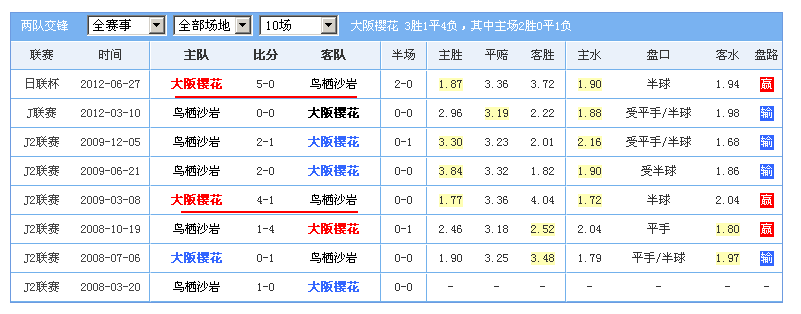 两队交锋 全赛事 全部场地 10场 大阪樱花 3胜1平4负，其中主场2胜0平1负
联赛 时间 主队 比分 客队 半场 主胜 平赔 客胜 主水 盘口 客水 盘路
日联杯 2012-06-27 大阪樱花 5-0 鸟栖沙岩 2-0 1.87 3.36 3.72 1.90 半球 1.94 赢
J联赛 2012-03-10 鸟栖沙岩 0-0 大阪樱花 0-0 2.96 3.19 2.22 1.88 受平手/半球 1.98 输
J2联赛 2009-12-05 鸟栖沙岩 2-1 大阪樱花 0-1 3.30 3.23 2.01 2.16 受平手/半球 1.68 输
J2联赛 2009-06-21 鸟栖沙岩 2-0 大阪樱花 0-0 3.84 3.32 1.82 1.90 受半球 1.86 输
J2联赛 2009-03-08 大阪樱花 4-1 鸟栖沙岩 0-0 1.77 3.36 4.04 1.72 半球 2.04 赢
J2联赛 2008-10-19 鸟栖沙岩 1-4 大阪樱花 0-1 2.46 3.18 2.52 2.04 平手 1.80 赢
J2联赛 2008-07-06 大阪樱花 0-1 鸟栖沙岩 0-0 1.90 3.25 3.48 1.79 平手/半球 1.97 输
J2联赛 2008-03-20 鸟栖沙岩 1-0 大阪樱花 0-0 - - - - - -